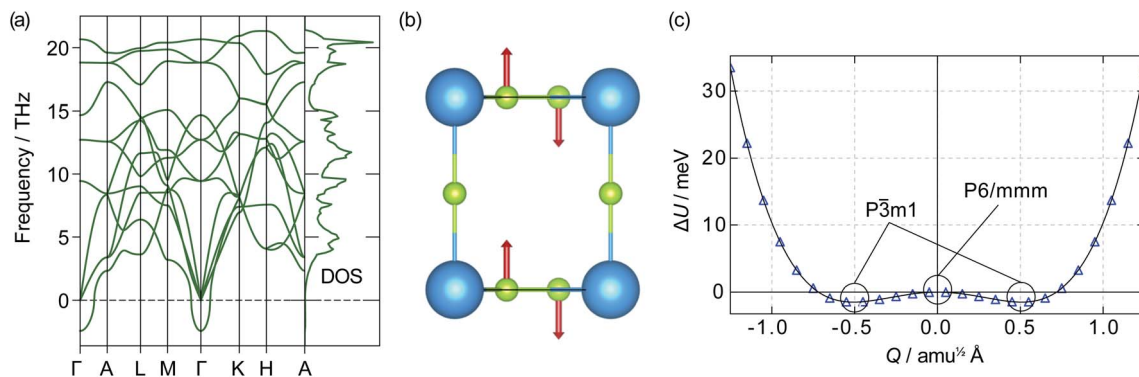 (a)
20
15
10
5
0
Frequency / THz
DOS
Γ A L M Γ K H A
(b)
(c)
30
20
10
0
ΔU / meV
P3̅m1
P6/mmm
-1.0 -0.5 0.0 0.5 1.0
Q / amu½ Å